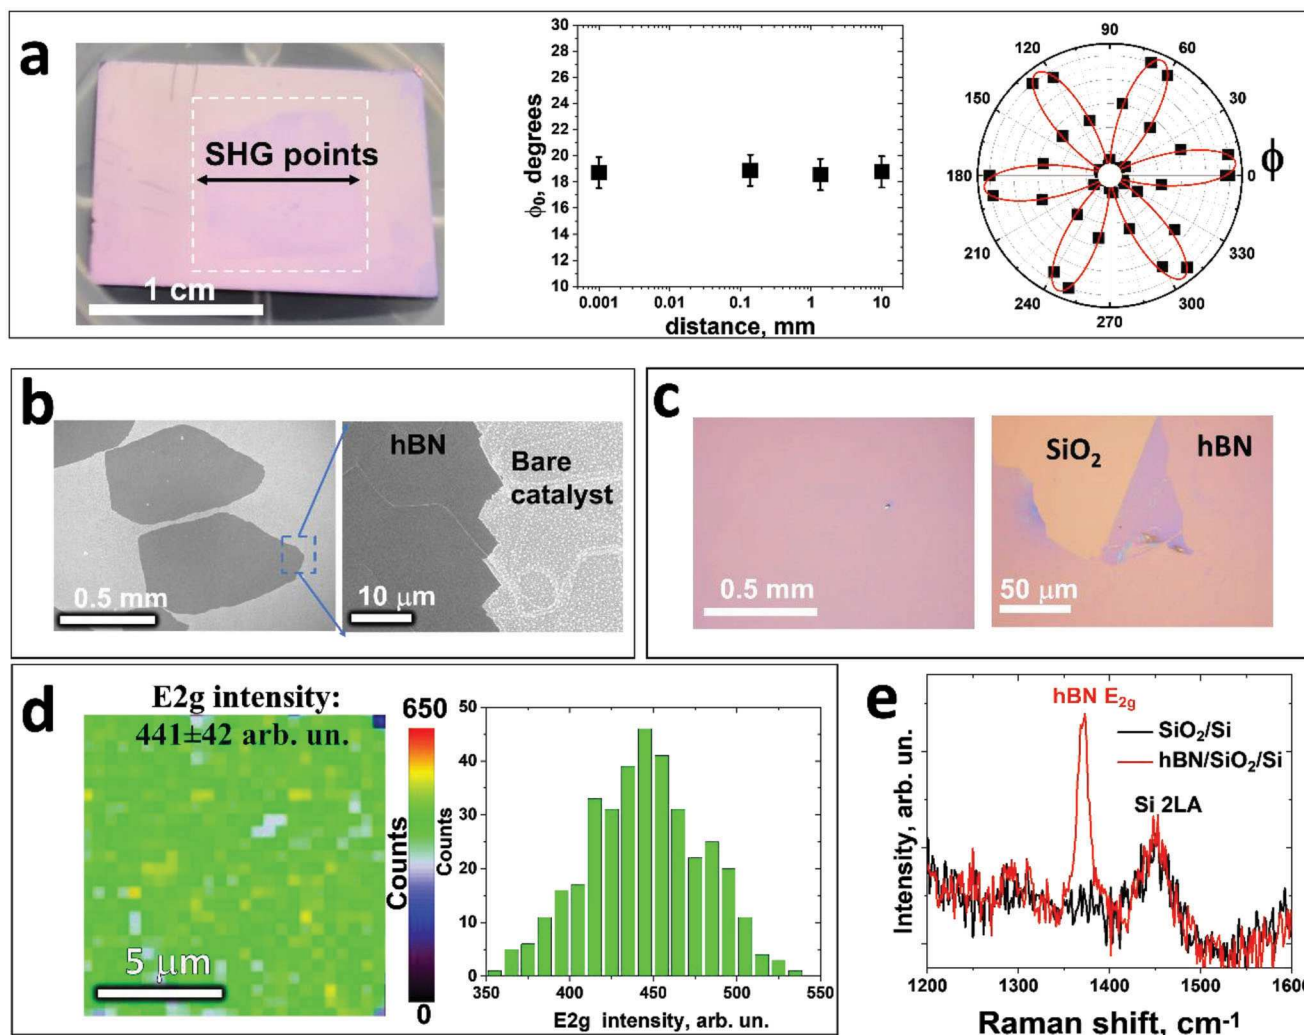 a
SHG points
1 cm
ϕ₀, degrees
30
28
26
24
22
20
18
16
14
12
10
0.001
0.01
0.1
1
10
distance, mm
90
60
30
0
330
300
270
240
210
180
150
120
ϕ
b
0.5 mm
hBN
Bare
catalyst
10 μm
c
0.5 mm
SiO₂
hBN
50 μm
d
E2g intensity:
441±42 arb. un.
5 μm
650
Counts
0
Counts
50
40
30
20
10
0
350
400
450
500
550
E2g intensity, arb. un.
e
Intensity, arb. un.
hBN E₂g
SiO₂/Si
hBN/SiO₂/Si
Si 2LA
1200
1300
1400
1500
1600
Raman shift, cm⁻¹